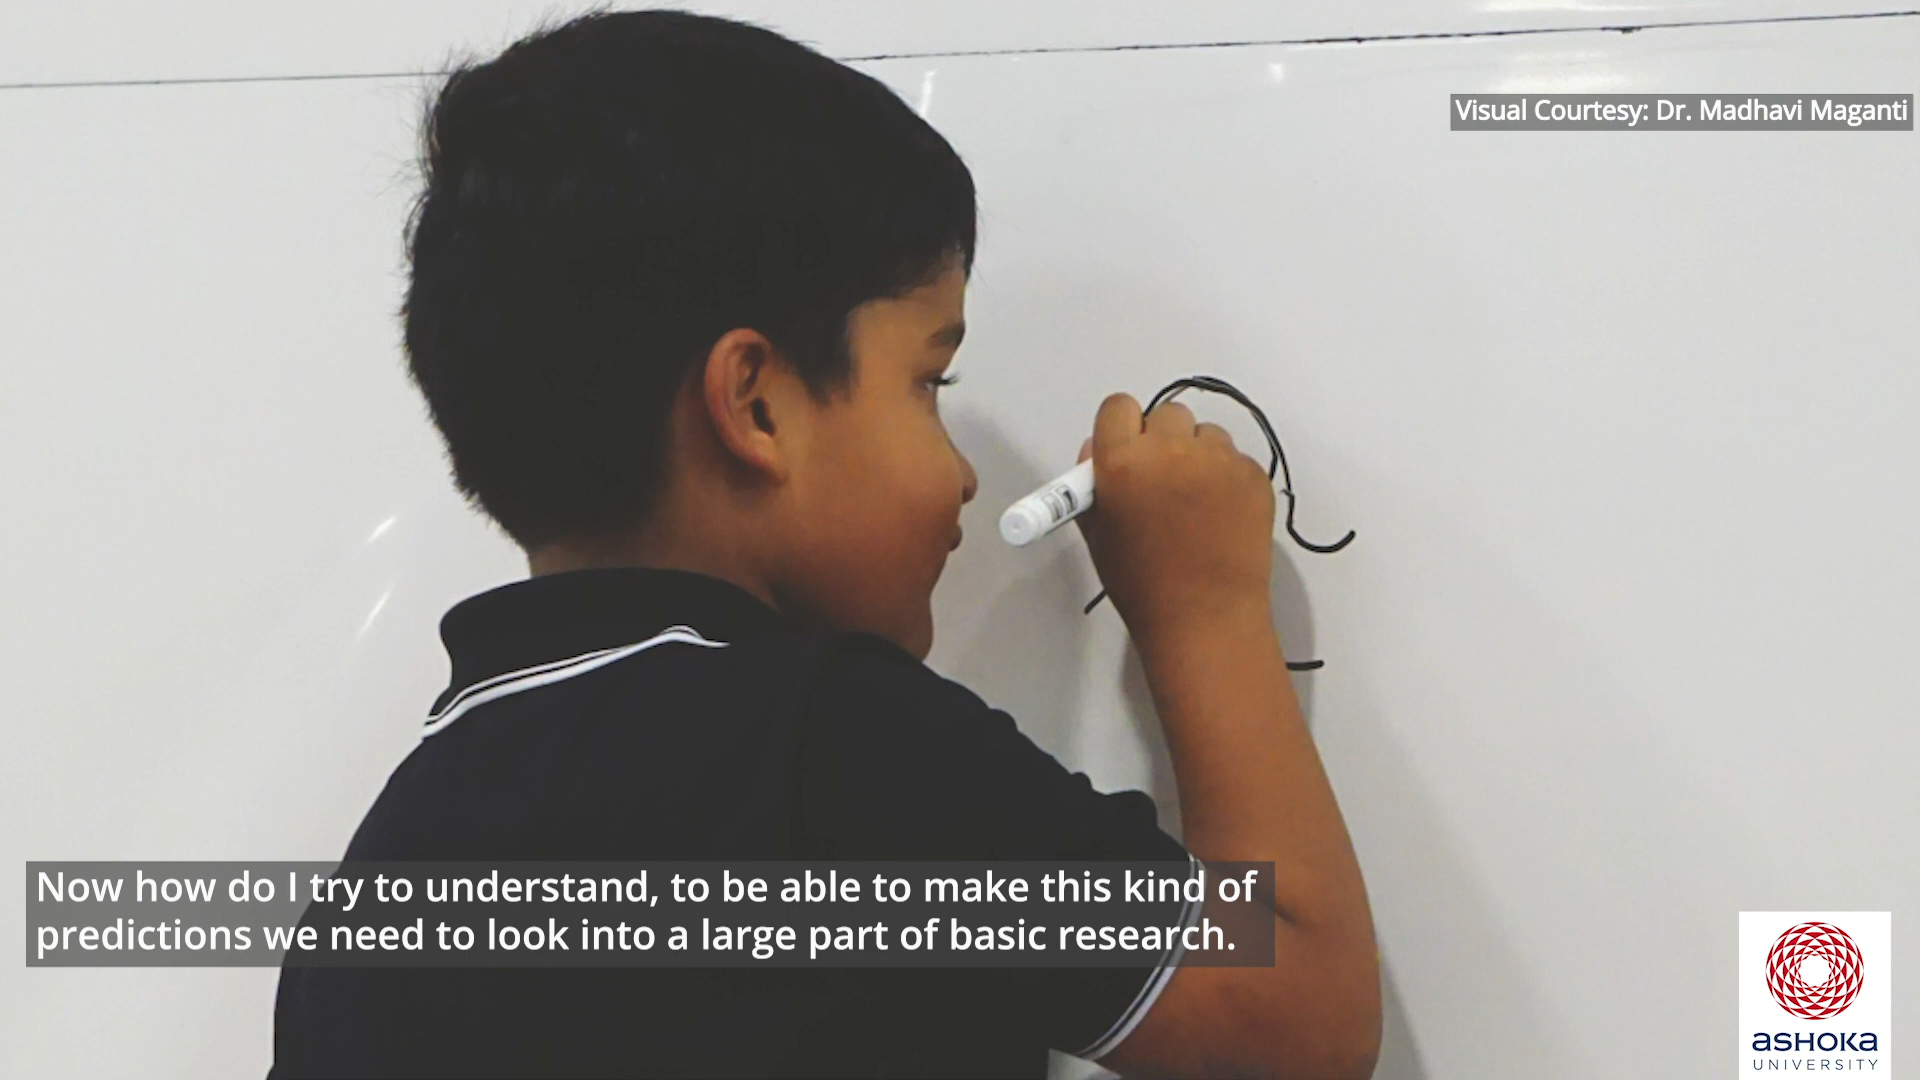 Visual Courtesy: Dr. Madhavi Maganti
Now how do I try to understand, to be able to make this kind of
predictions we need to look into a large part of basic research.
ASHOKA
UNIVERSITY